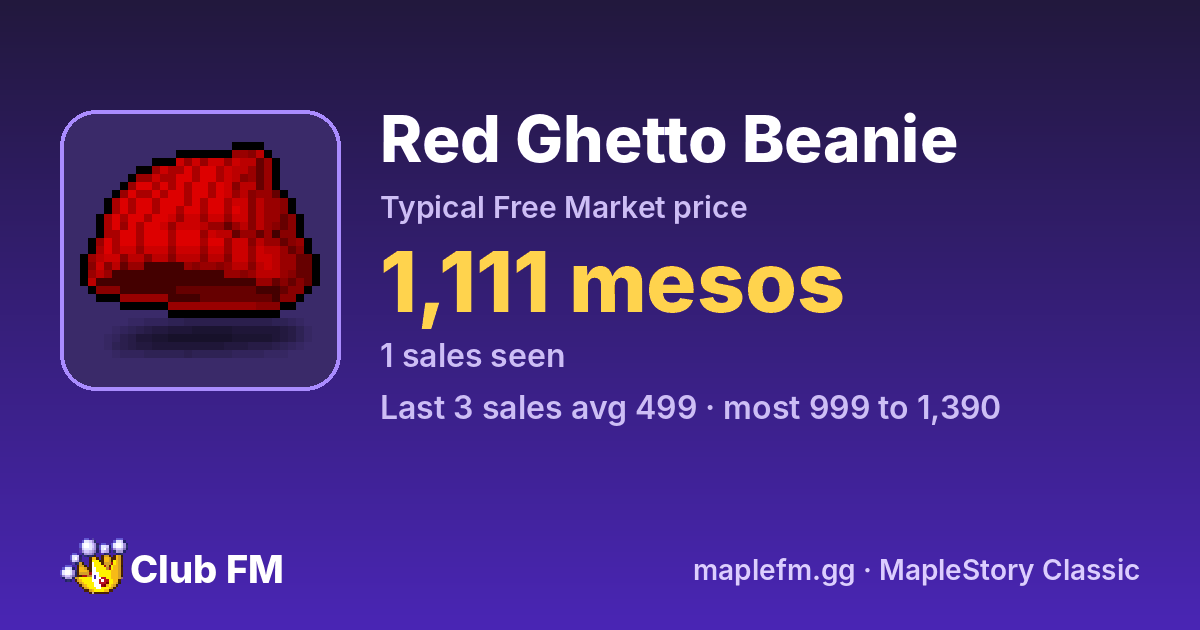 Red Ghetto Beanie
Typical Free Market price
1,111 mesos
1 sales seen
Last 3 sales avg 499 · most 999 to 1,390
Club FM
maplefm.gg · MapleStory Classic